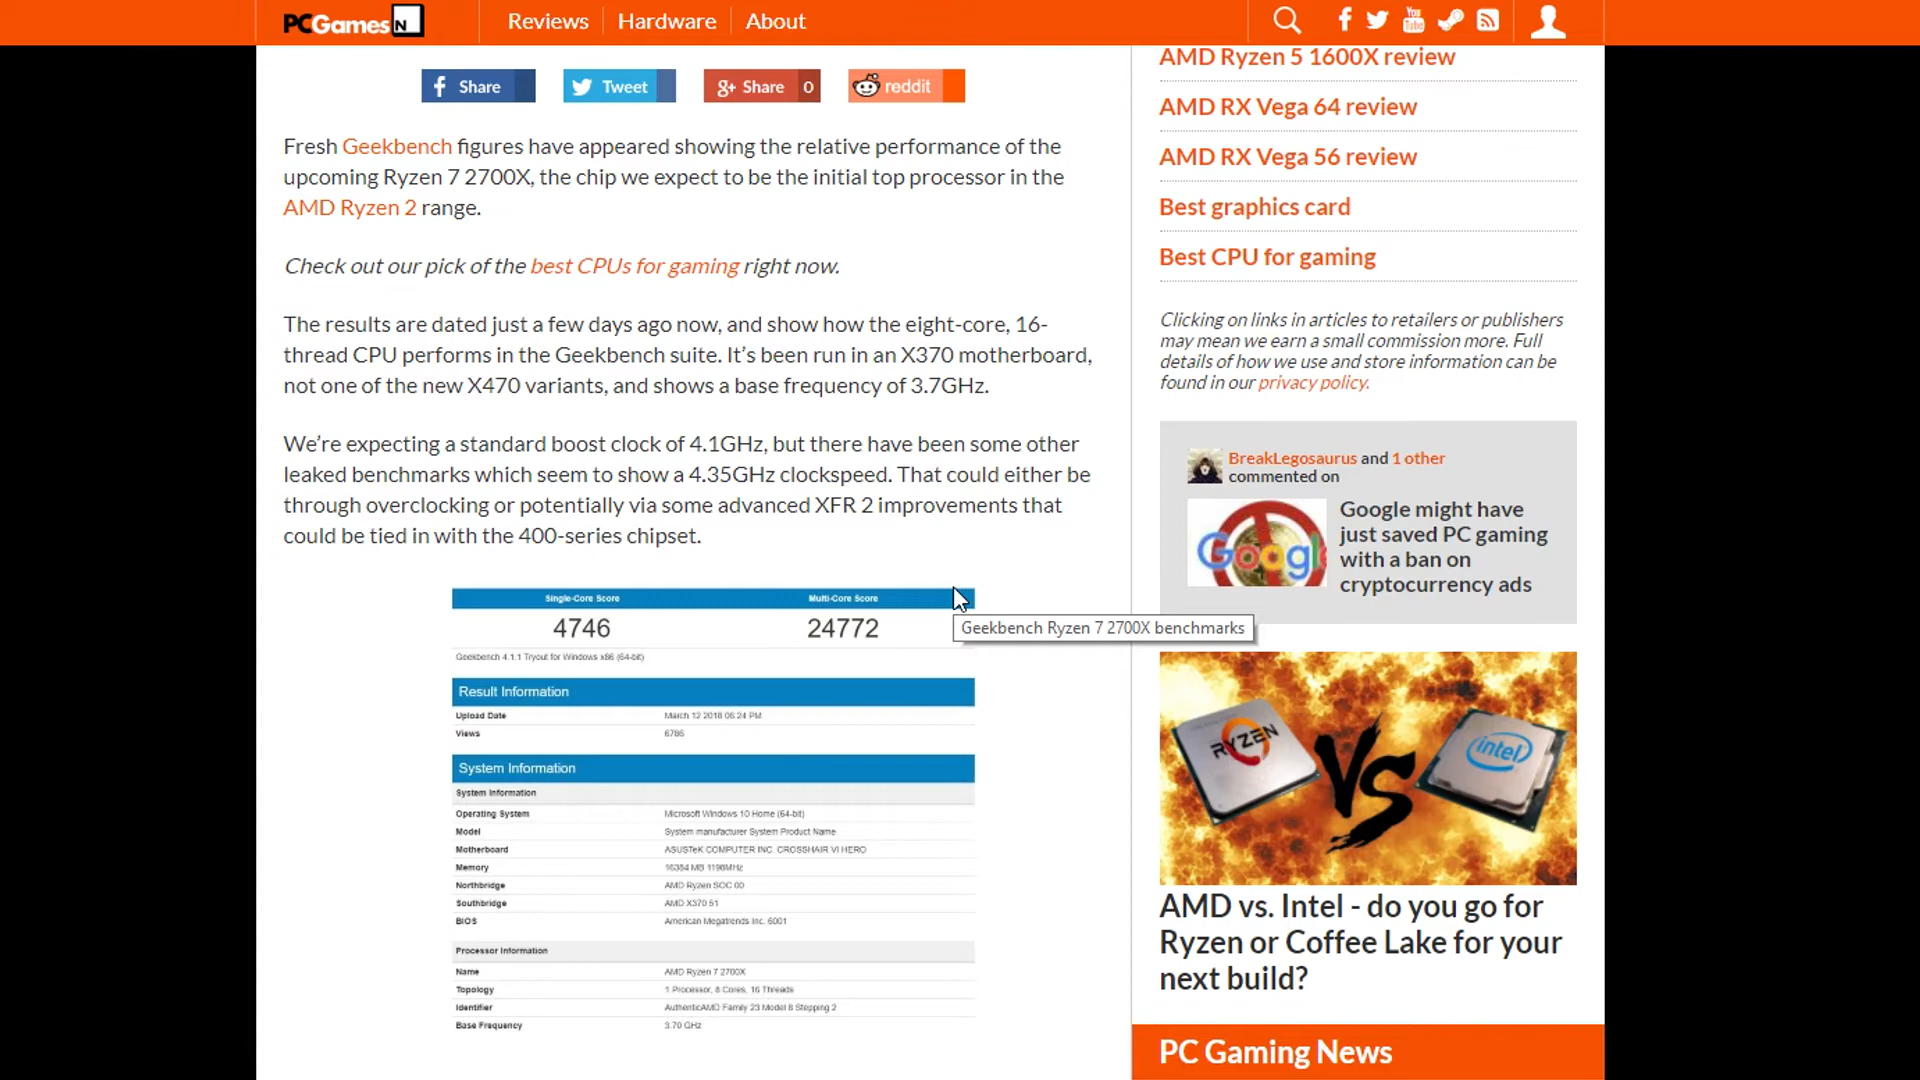 PCGamesN
Reviews
Hardware
About
Share
Tweet
g+ Share 0
reddit
Fresh Geekbench figures have appeared showing the relative performance of the
upcoming Ryzen 7 2700X, the chip we expect to be the initial top processor in the
AMD Ryzen 2 range.
Check out our pick of the best CPUs for gaming right now.
The results are dated just a few days ago now, and show how the eight-core, 16-
thread CPU performs in the Geekbench suite. It's been run in an X370 motherboard,
not one of the new X470 variants, and shows a base frequency of 3.7GHz.
We're expecting a standard boost clock of 4.1GHz, but there have been some other
leaked benchmarks which seem to show a 4.35GHz clockspeed. That could either be
through overclocking or potentially via some advanced XFR 2 improvements that
could be tied in with the 400-series chipset.
Single-Core Score Multi-Core Score
4746 24772
Geekbench Ryzen 7 2700X benchmarks
Geekbench 4.1.1 Tryout for Windows x86 (64-bit)
Result Information
Upload Date March 12 2018 06:24 PM
Views 6786
System Information
System Information
Operating System Microsoft Windows 10 Home (64-bit)
Model System manufacturer System Product Name
Motherboard ASUSTeK COMPUTER INC. CROSSHAIR VI HERO
Memory 16384 MB 1198MHz
Northbridge AMD Ryzen SOC 00
Southbridge AMD X370 51
BIOS American Megatrends Inc. 6001
Processor Information
Name AMD Ryzen 7 2700X
Topology 1 Processor, 8 Cores, 16 Threads
Identifier AuthenticAMD Family 23 Model 8 Stepping 2
Base Frequency 3.70 GHz
AMD Ryzen 5 1600X review
AMD RX Vega 64 review
AMD RX Vega 56 review
Best graphics card
Best CPU for gaming
Clicking on links in articles to retailers or publishers
may mean we earn a small commission more. Full
details of how we use and store information can be
found in our privacy policy.
BreakLegosaurus and 1 other
commented on
Googl
Google might have
just saved PC gaming
with a ban on
cryptocurrency ads
RYZEN
VS
intel
AMD vs. Intel - do you go for
Ryzen or Coffee Lake for your
next build?
PC Gaming News